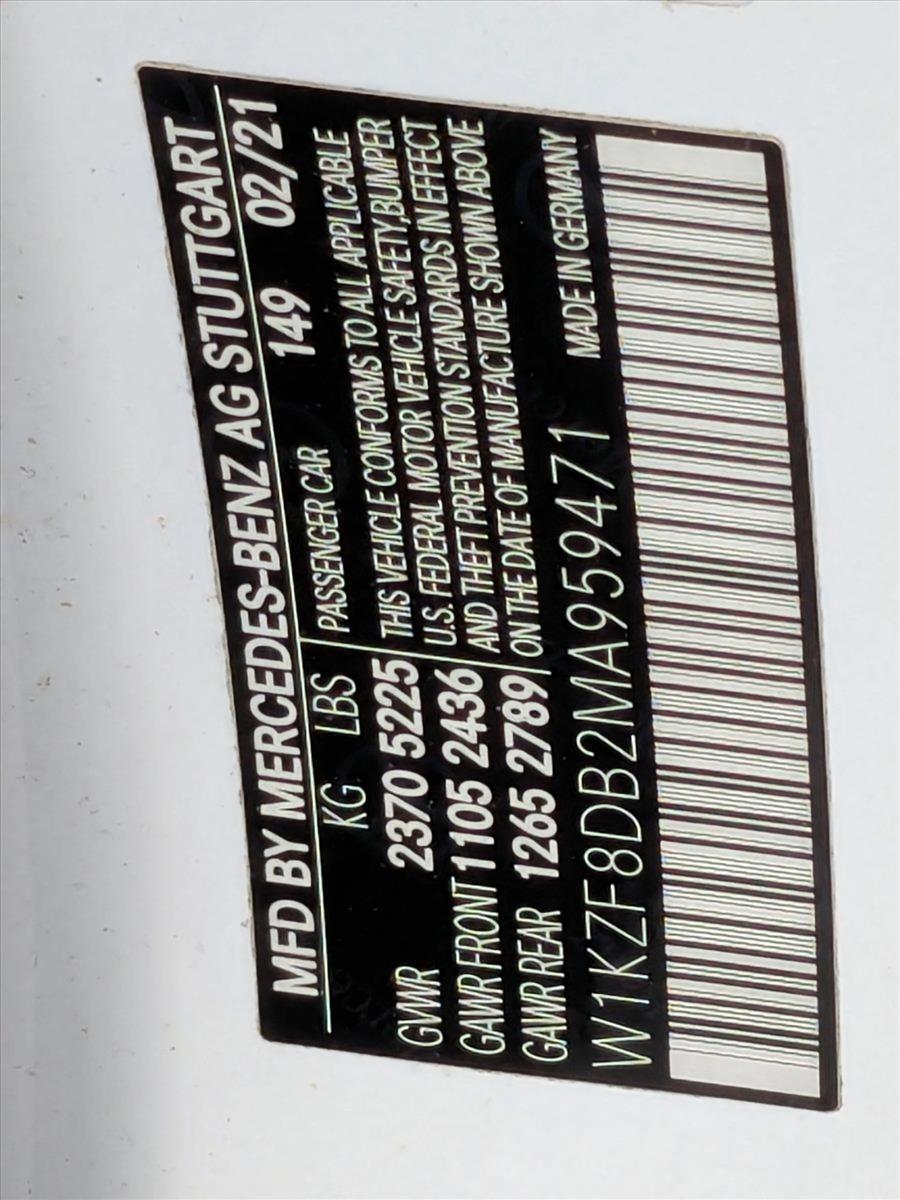 MFD BY MERCEDES-BENZ AG STUTTGART
149 02/21
KG LBS
GVWR 2370 5225
GAWR FRONT 1105 2436
GAWR REAR 1265 2789
PASSENGER CAR
THIS VEHICLE CONFORMS TO ALL APPLICABLE
U.S. FEDERAL MOTOR VEHICLE SAFETY,BUMPER
AND THEFT PREVENTION STANDARDS IN EFFECT
ON THE DATE OF MANUFACTURE SHOWN ABOVE
W1KZF8DB2MA959471 MADE IN GERMANY